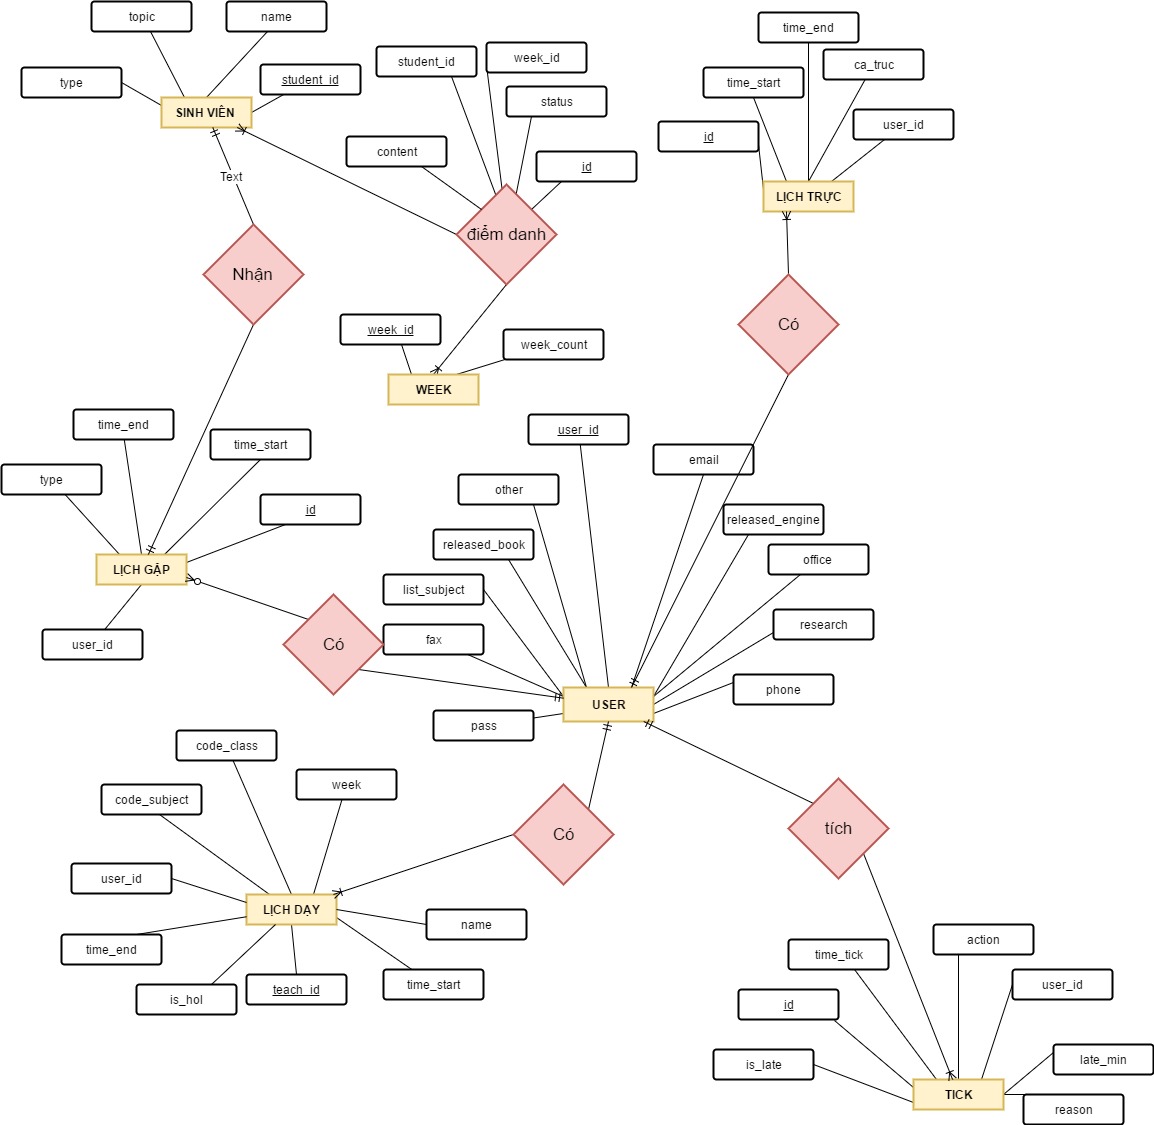 topic
name
type
student_id
SINH VIÊN
Text
student_id
week_id
status
content
id
điểm danh
time_end
ca_truc
time_start
user_id
id
LỊCH TRỰC
Nhận
Có
week_id
week_count
WEEK
time_end
time_start
type
id
LỊCH GẶP
user_id
Có
user_id
other
email
released_book
released_engine
list_subject
office
fax
research
pass
phone
USER
code_class
week
code_subject
user_id
time_end
LỊCH DẠY
name
is_hol
teach_id
time_start
Có
tích
time_tick
action
id
user_id
is_late
late_min
TICK
reason